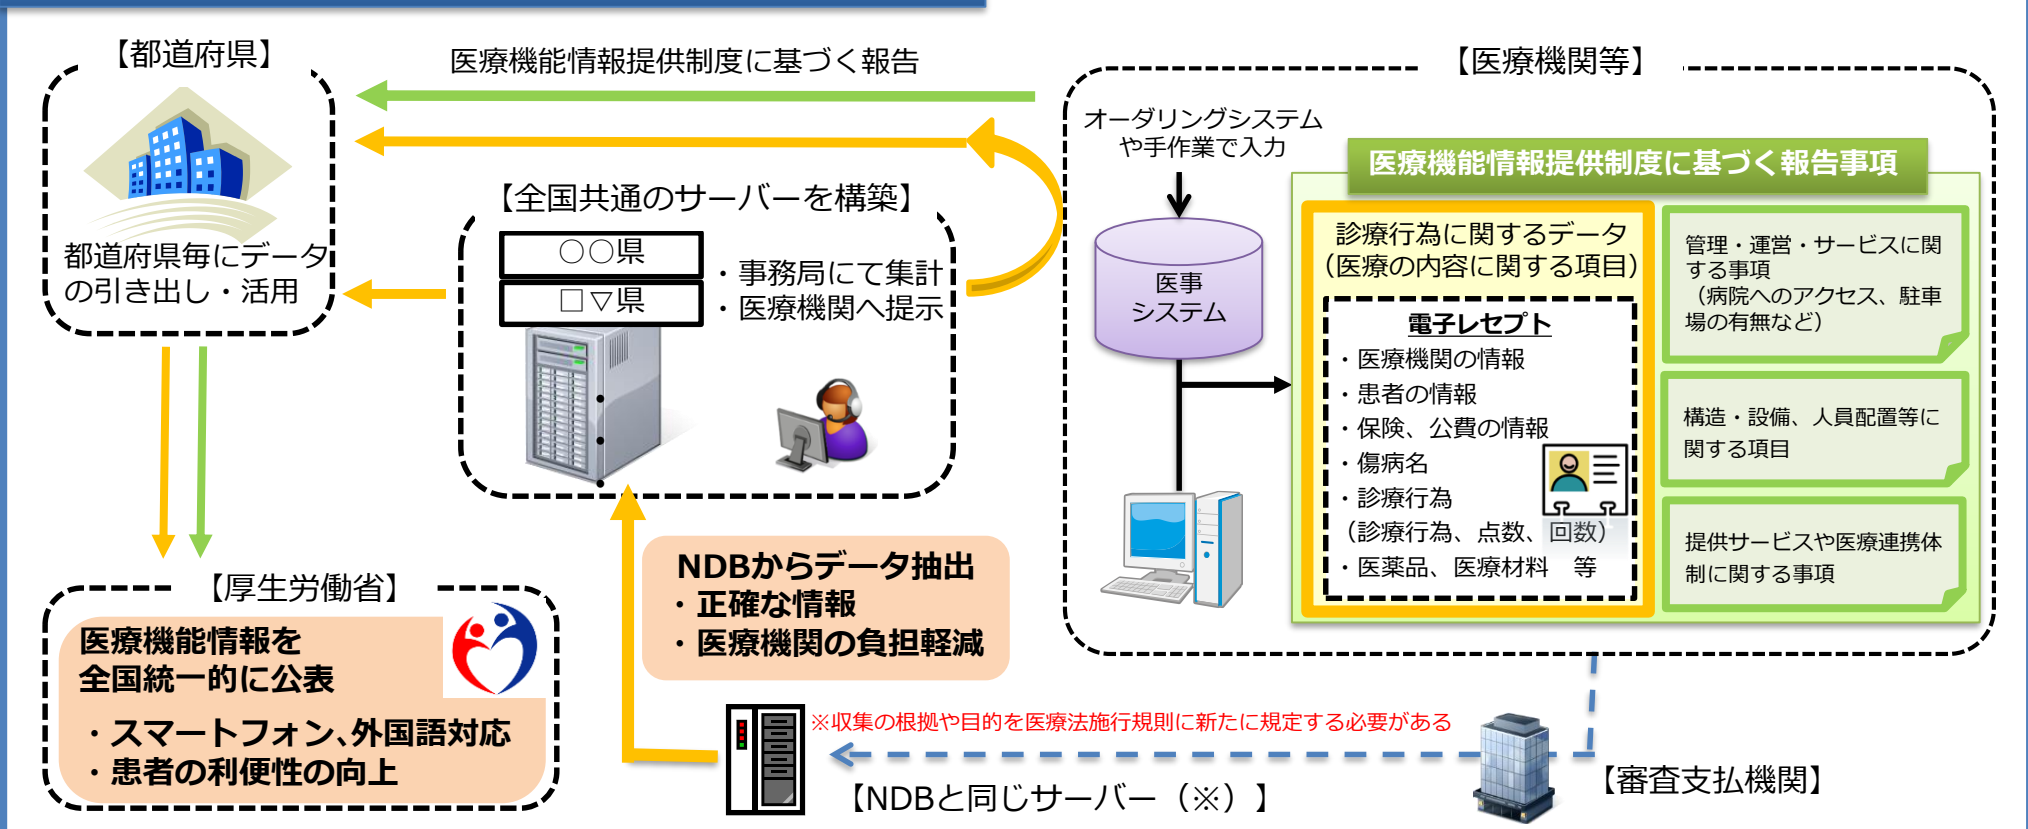 【都道府県】
都道府県毎にデータ
の引き出し・活用
医療機能情報提供制度に基づく報告
【全国共通のサーバーを構築】
○○県
□▽県
・事務局にて集計
・医療機関へ提示
【医療機関等】
オーダリングシステム
や手作業で入力
医事
システム
医療機能情報提供制度に基づく報告事項
診療行為に関するデータ
（医療の内容に関する項目）
電子レセプト
・医療機関の情報
・患者の情報
・保険、公費の情報
・傷病名
・診療行為
（診療行為、点数、回数）
・医薬品、医療材料　等
管理・運営・サービスに関
する事項
（病院へのアクセス、駐車
場の有無など）
構造・設備、人員配置等に
関する項目
提供サービスや医療連携体
制に関する事項
【厚生労働省】
医療機能情報を
全国統一的に公表
・スマートフォン、外国語対応
・患者の利便性の向上
NDBからデータ抽出
・正確な情報
・医療機関の負担軽減
※収集の根拠や目的を医療法施行規則に新たに規定する必要がある
【NDBと同じサーバー（※）】
【審査支払機関】